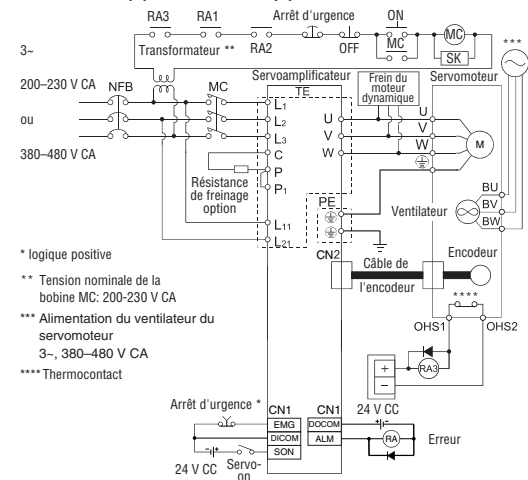 RA3 RA1 Arrêt d'urgence ON
MC
***
3~
Transformateur ** RA2 OFF MC SK
Servoamplificateur
Frein du
moteur
dynamique
Servomoteur
200–230 V CA NFB MC TE
L1 U U
ou L2 V V
L3 W W M
380–480 V CA C
P
P1
Résistance
de freinage
option
PE
BU
BV
BW
Ventilateur
L11
L21
CN2
Câble de
l'encodeur
Encodeur
* logique positive
** Tension nominale de la
bobine MC: 200-230 V CA
*** Alimentation du ventilateur du
servomoteur
3~, 380–480 V CA
**** Thermocontact
****
OHS1 OHS2
+
−
RA3
24 V CC
Arrêt d'urgence *
CN1 CN1
EMG DOCOM
DICOM ALM RA Erreur
SON
24 V CC Servo-
on